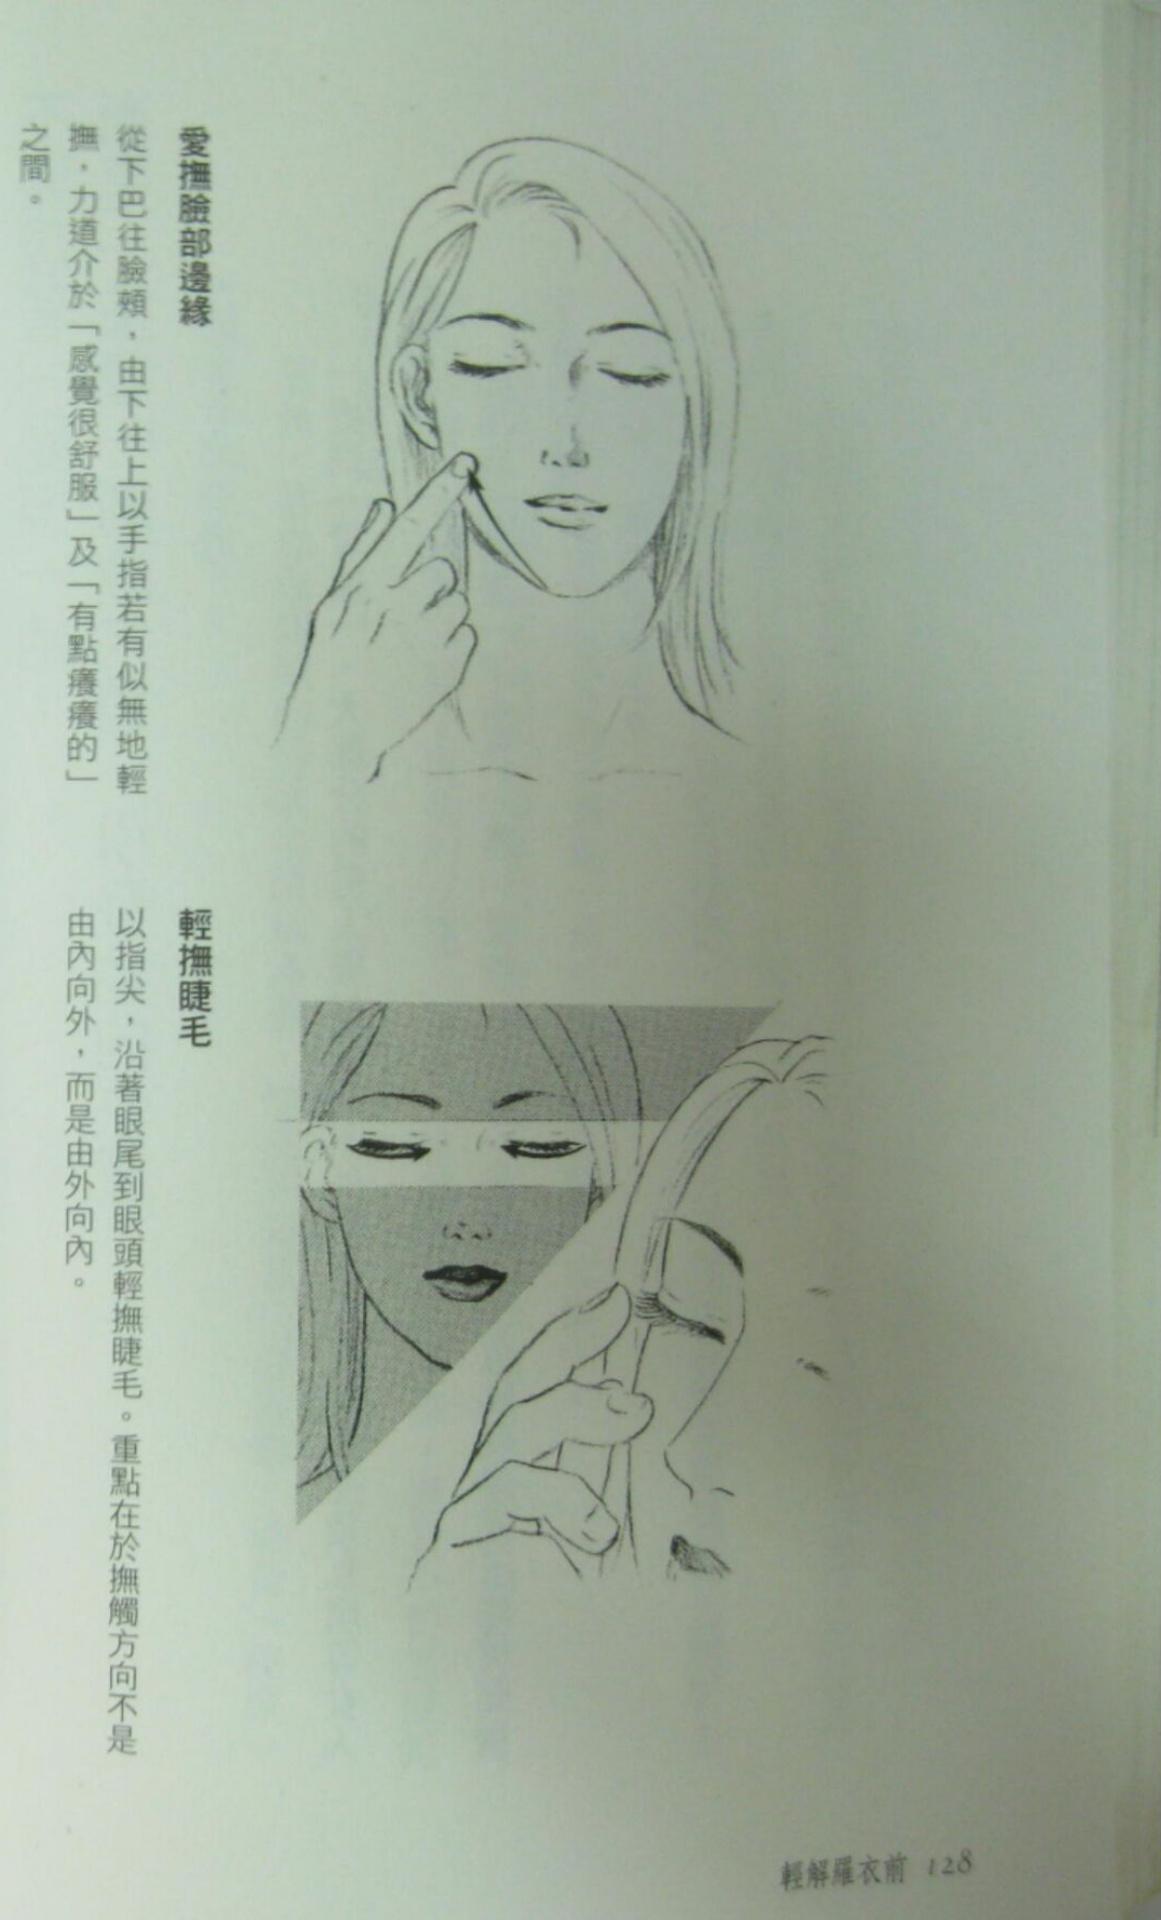 愛撫臉部邊緣
從下巴往臉頰，由下往上以手指若有似無地輕
撫，力道介於「感覺很舒服」及「有點癢癢的」
之間。
輕撫睫毛
以指尖，沿著眼尾到眼頭輕撫睫毛。重點在於撫觸方向不是
由內向外，而是由外向內。
輕解羅衣前 128